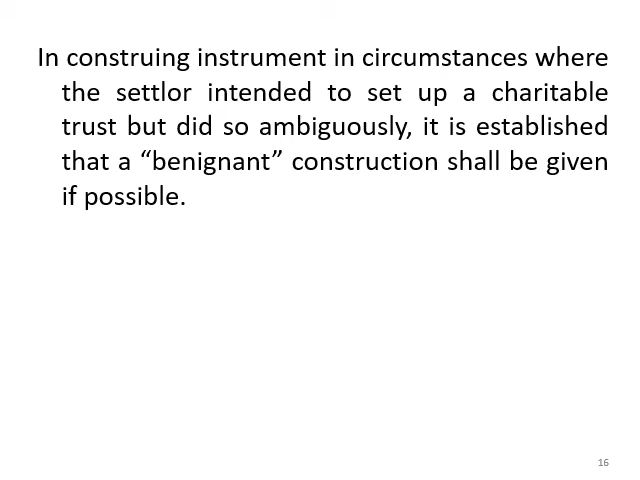 In construing instrument in circumstances where
the settlor intended to set up a charitable
trust but did so ambiguously, it is established
that a “benignant” construction shall be given
if possible.
16